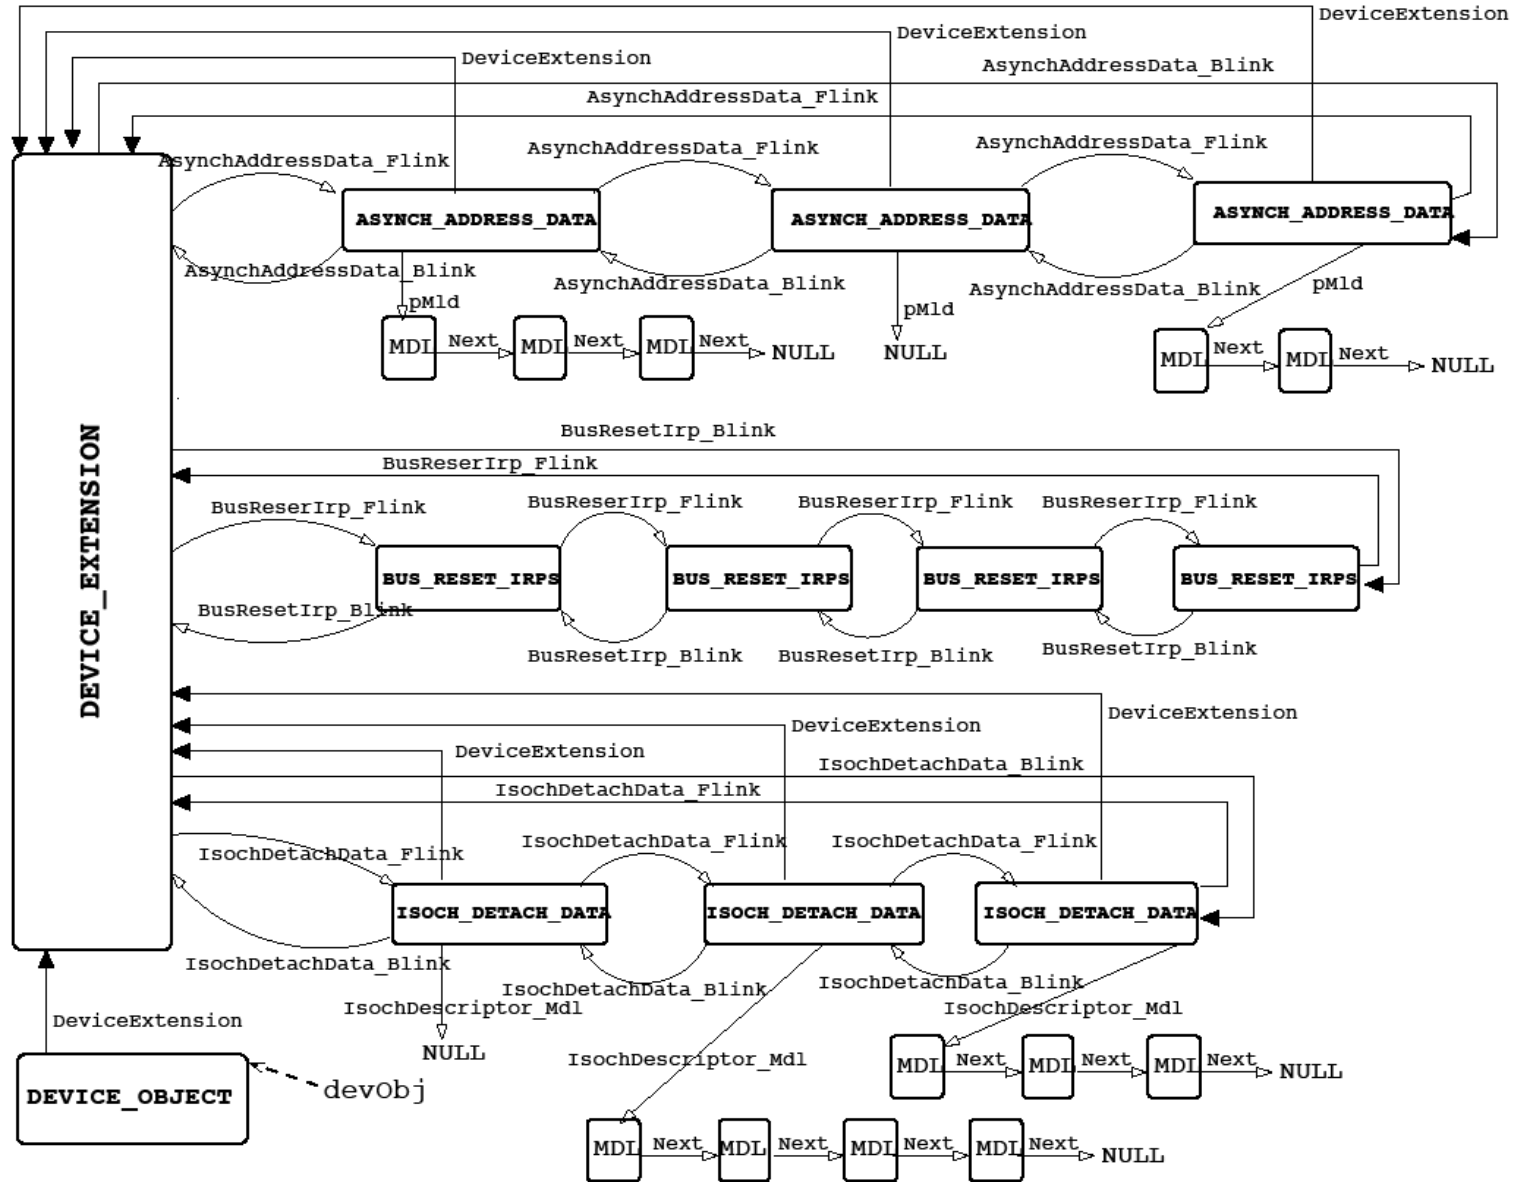 DeviceExtension
DeviceExtension
DeviceExtension
AsynchAddressData_Blink
AsynchAddressData_Flink
AsynchAddressData_Flink
AsynchAddressData_Flink
AsynchAddressData_Flink
ASYNCH_ADDRESS_DATA
ASYNCH_ADDRESS_DATA
ASYNCH_ADDRESS_DATA
AsynchAddressData_Blink
AsynchAddressData_Blink
AsynchAddressData_Blink
pMld
pMld
pMld
MDL Next MDL Next MDL Next NULL
NULL
MDL Next MDL Next NULL
DEVICE_EXTENSION
BusResetIrp_Blink
BusReserIrp_Flink
BusReserIrp_Flink
BusReserIrp_Flink
BusReserIrp_Flink
BusReserIrp_Flink
BUS_RESET_IRPS
BUS_RESET_IRPS
BUS_RESET_IRPS
BUS_RESET_IRPS
BusResetIrp_Blink
BusResetIrp_Blink
BusResetIrp_Blink
BusResetIrp_Blink
DeviceExtension
DeviceExtension
DeviceExtension
IsochDetachData_Blink
IsochDetachData_Flink
IsochDetachData_Flink
IsochDetachData_Flink
IsochDetachData_Flink
ISOCH_DETACH_DATA
ISOCH_DETACH_DATA
ISOCH_DETACH_DATA
IsochDetachData_Blink
IsochDetachData_Blink
IsochDetachData_Blink
IsochDescriptor_Mdl
IsochDescriptor_Mdl
IsochDescriptor_Mdl
NULL
MDL Next MDL Next MDL Next NULL
MDL Next MDL Next MDL Next MDL Next NULL
DeviceExtension
DEVICE_OBJECT
devObj